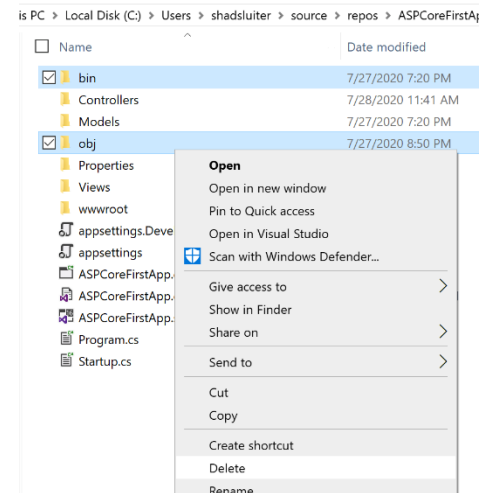 is PC > Local Disk (C:) > Users > shadsluiter > source > repos > ASPCoreFirstAp
Name Date modified
bin 7/27/2020 7:20 PM
Controllers 7/28/2020 11:41 AM
Models 7/27/2020 7:20 PM
obj 7/27/2020 8:50 PM
Properties
Views
wwwroot
appsettings.Deve
appsettings
ASPCoreFirstApp.
ASPCoreFirstApp.
ASPCoreFirstApp.
Program.cs
Startup.cs
Open
Open in new window
Pin to Quick access
Open in Visual Studio
Scan with Windows Defender...
Give access to >
Show in Finder
Share on >
Send to >
Cut
Copy
Create shortcut
Delete
Rename